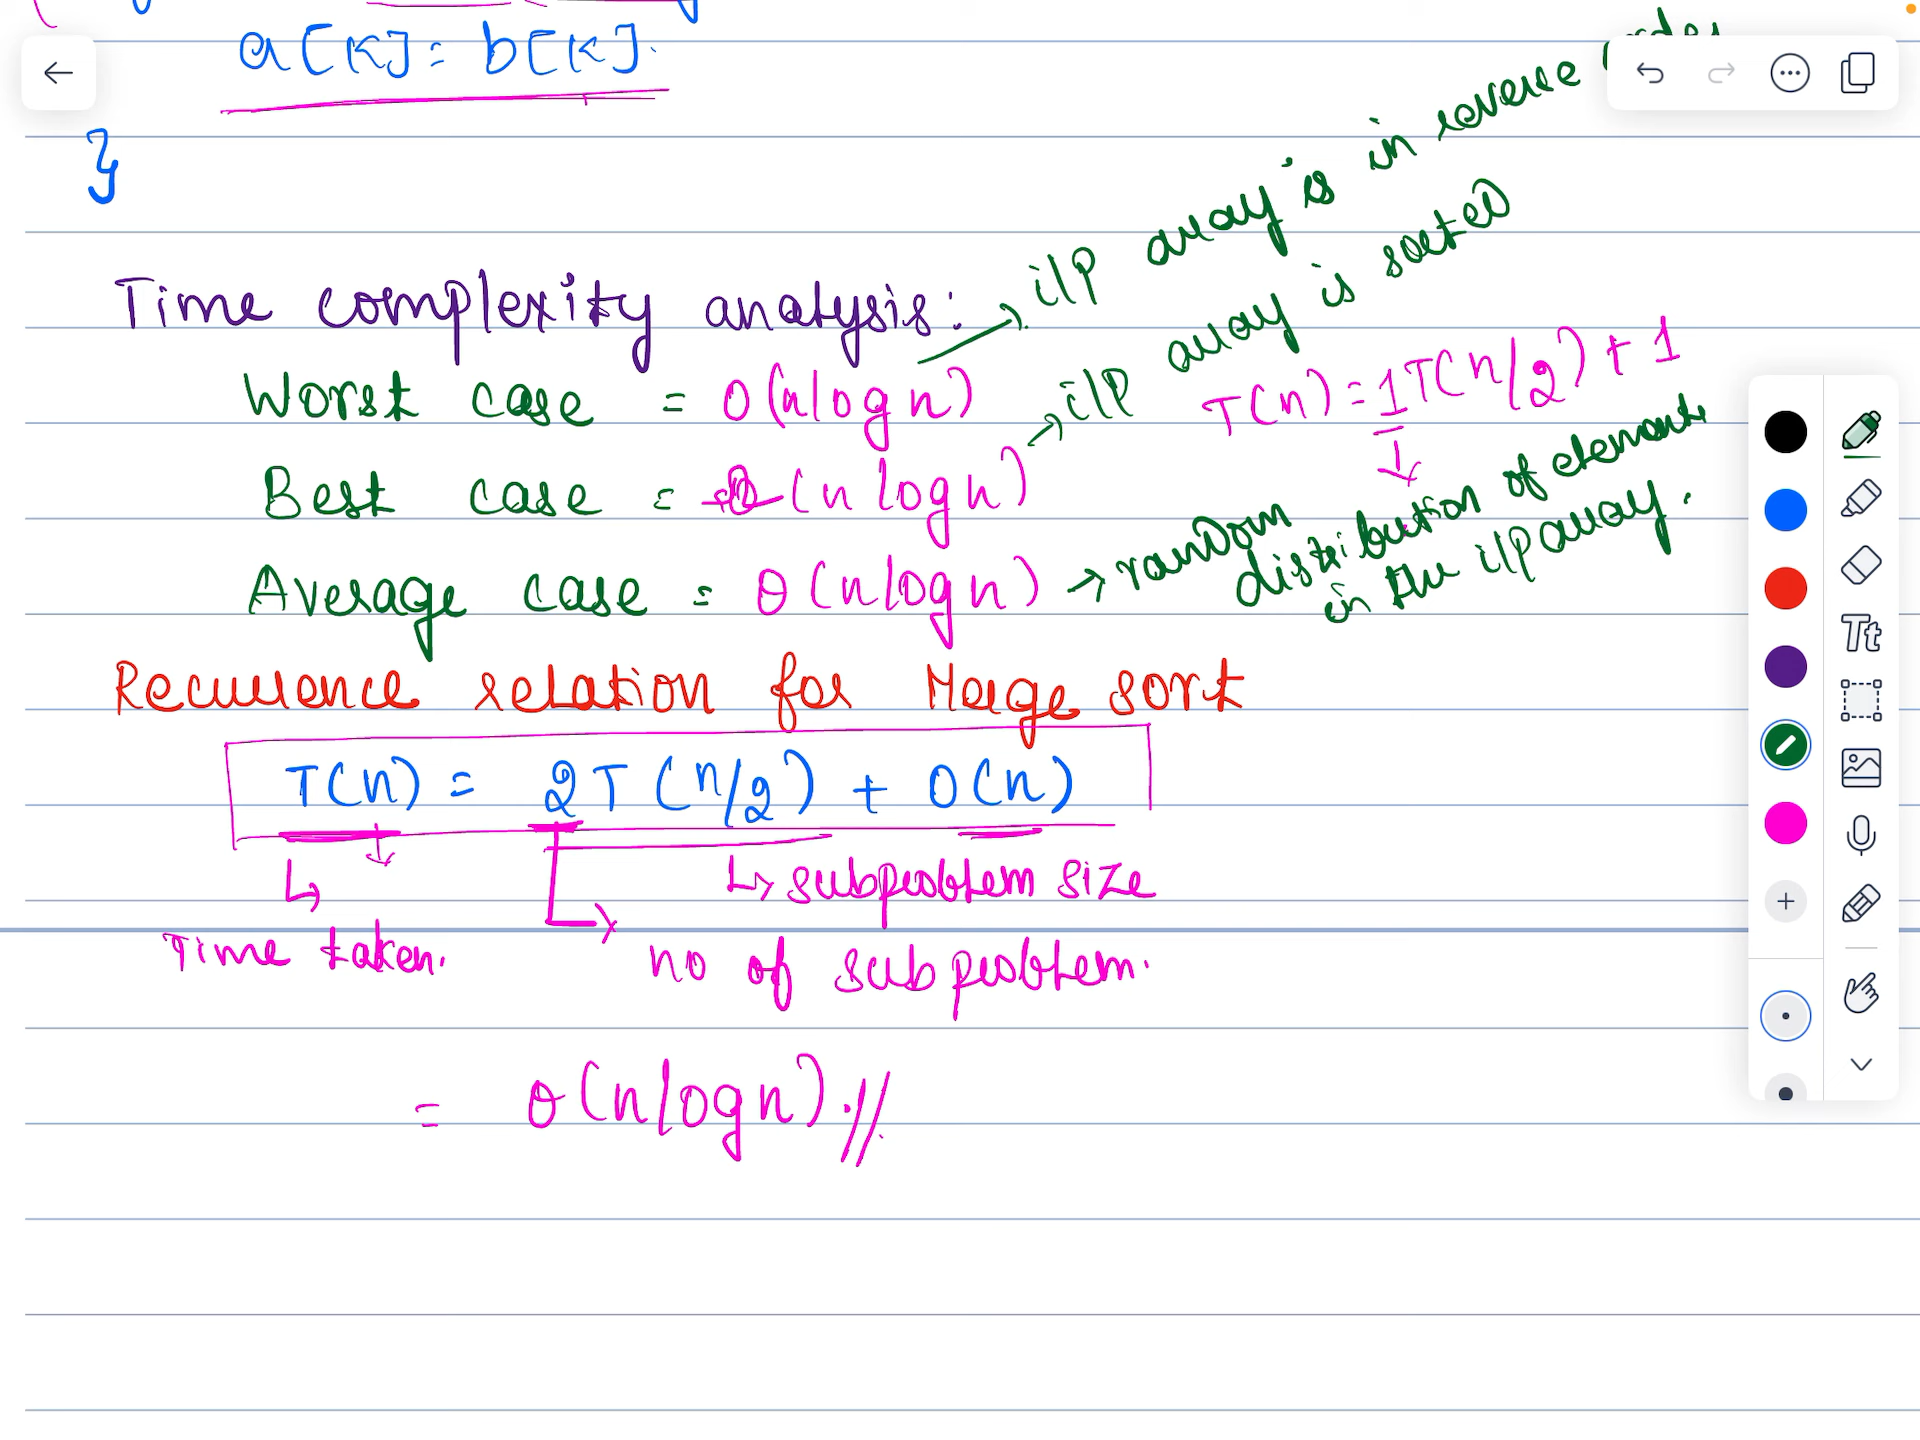 a[k] = b[k].
}
Time complexity analysis:
Worst case = O(nlogn) → i/p array is in reverse order
Best case = Ω(nlogn) → i/p array is sorted
T(n) = 1T(n/2) + 1
Average case = θ(nlogn) → random distribution of elements in the i/p array.
Recurrence relation for Merge sort
T(n) = 2T(n/2) + O(n)
↳ subproblem size
Time taken. no of subproblem.
= θ(nlogn).//
Tt